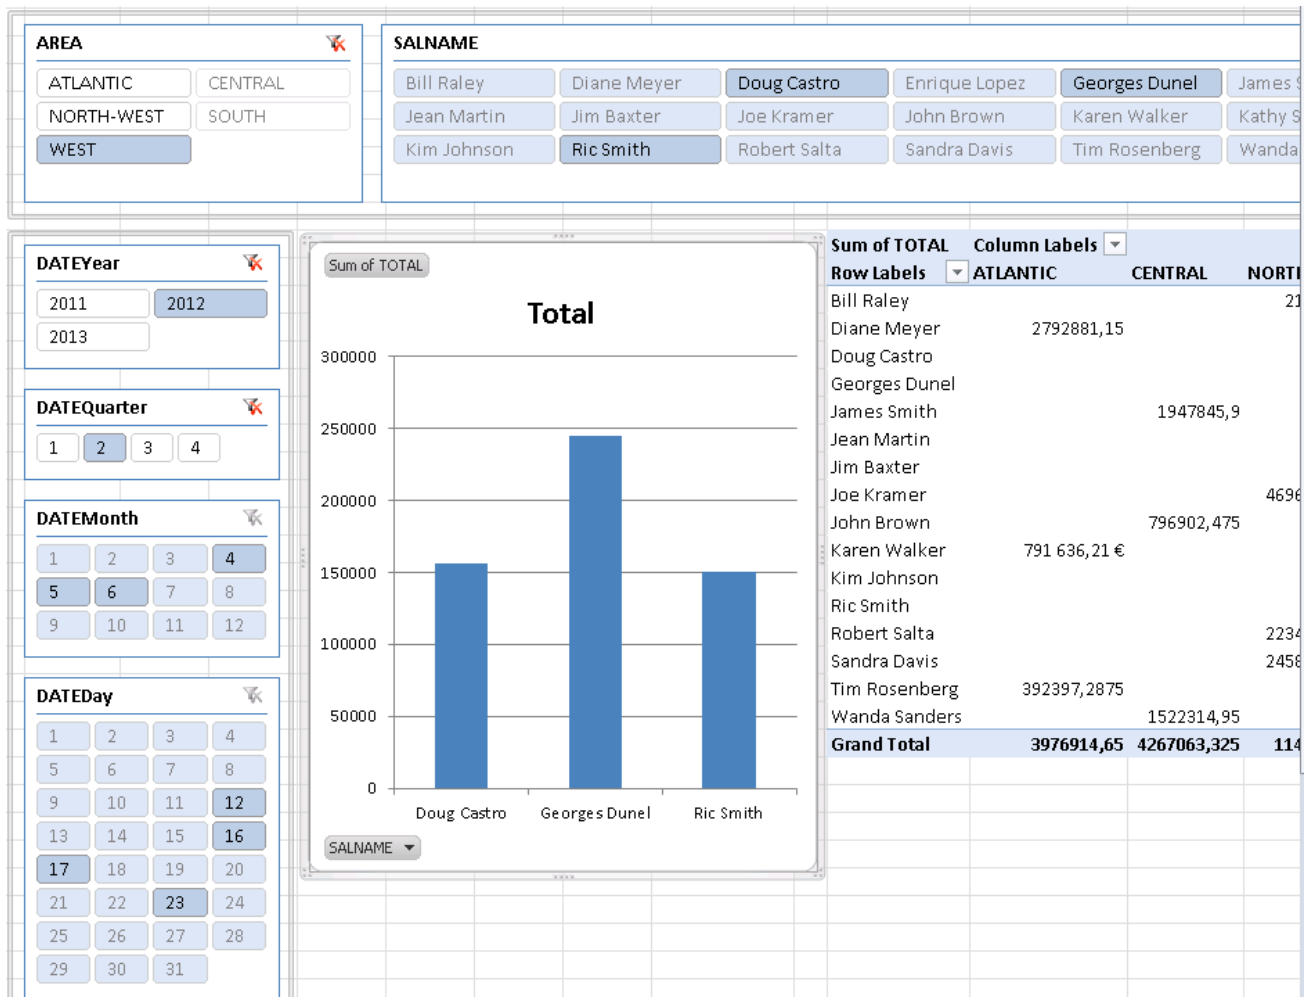 AREA
ATLANTIC CENTRAL
NORTH-WEST SOUTH
WEST
SALNAME
Bill Raley Diane Meyer Doug Castro Enrique Lopez Georges Dunel James
Jean Martin Jim Baxter Joe Kramer John Brown Karen Walker Kathy
Kim Johnson Ric Smith Robert Salta Sandra Davis Tim Rosenberg Wanda
DATEYear
2011 2012
2013
DATEQuarter
1 2 3 4
DATEMonth
1 2 3 4
5 6 7 8
9 10 11 12
DATEDay
1 2 3 4
5 6 7 8
9 10 11 12
13 14 15 16
17 18 19 20
21 22 23 24
25 26 27 28
29 30 31
Sum of TOTAL
Total
300000
250000
200000
150000
100000
50000
0
Doug Castro Georges Dunel Ric Smith
SALNAME
Sum of TOTAL Column Labels
Row Labels ATLANTIC CENTRAL
Bill Raley
Diane Meyer 2792881,15
Doug Castro
Georges Dunel
James Smith 1947845,9
Jean Martin
Jim Baxter
Joe Kramer
John Brown 796902,475
Karen Walker 791 636,21 €
Kim Johnson
Ric Smith
Robert Salta
Sandra Davis
Tim Rosenberg 392397,2875
Wanda Sanders 1522314,95
Grand Total 3976914,65 4267063,325